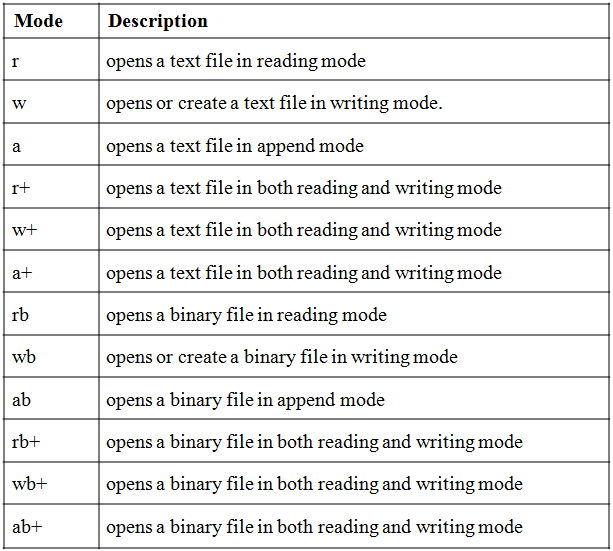 Mode Description
r opens a text file in reading mode
w opens or create a text file in writing mode.
a opens a text file in append mode
r+ opens a text file in both reading and writing mode
w+ opens a text file in both reading and writing mode
a+ opens a text file in both reading and writing mode
rb opens a binary file in reading mode
wb opens or create a binary file in writing mode
ab opens a binary file in append mode
rb+ opens a binary file in both reading and writing mode
wb+ opens a binary file in both reading and writing mode
ab+ opens a binary file in both reading and writing mode